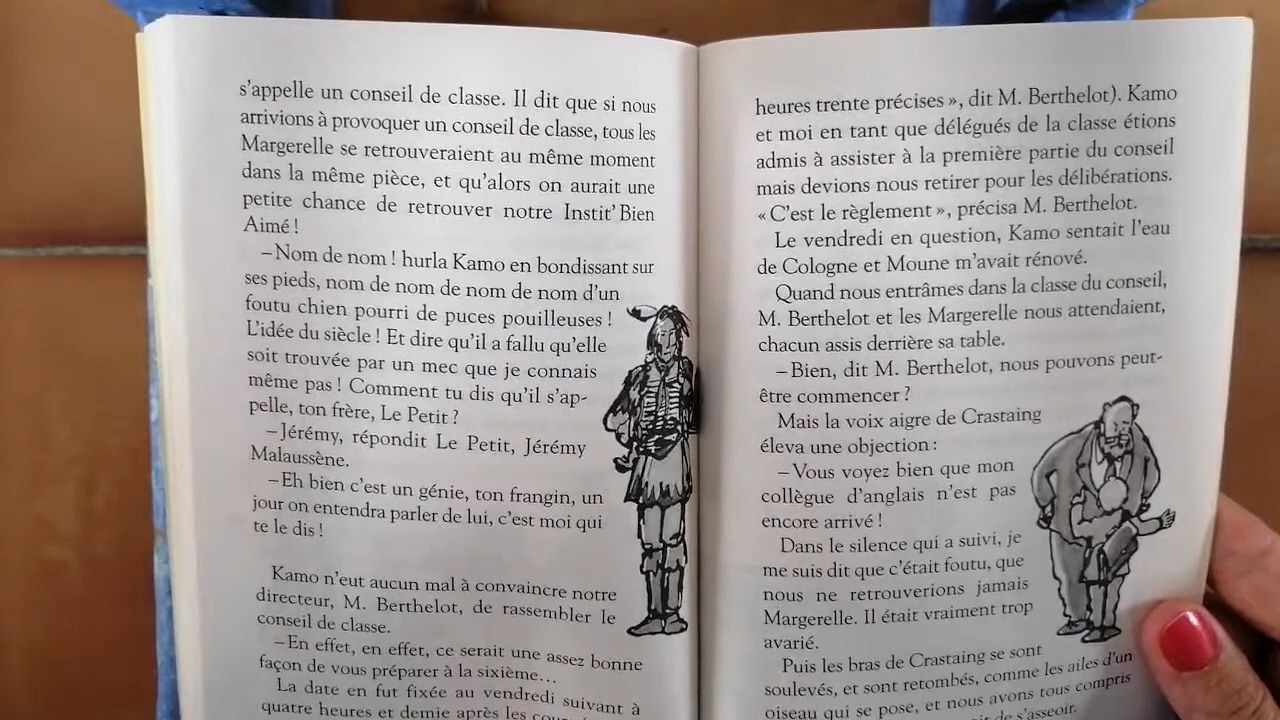 s'appelle un conseil de classe. Il dit que si nous
arrivions à provoquer un conseil de classe, tous les
Margerelle se retrouveraient au même moment
dans la même pièce, et qu'alors on aurait une
petite chance de retrouver notre Instit' Bien
Aimé !
– Nom de nom ! hurla Kamo en bondissant sur
ses pieds, nom de nom de nom de nom d'un
foutu chien pourri de puces pouilleuses !
L'idée du siècle ! Et dire qu'il a fallu qu'elle
soit trouvée par un mec que je connais
même pas ! Comment tu dis qu'il s'ap-
pelle, ton frère, Le Petit ?
– Jérémy, répondit Le Petit, Jérémy
Malaussène.
– Eh bien c'est un génie, ton frangin, un
jour on entendra parler de lui, c'est moi qui
te le dis !
Kamo n'eut aucun mal à convaincre notre
directeur, M. Berthelot, de rassembler le
conseil de classe.
– En effet, en effet, ce serait une assez bonne
façon de vous préparer à la sixième...
La date en fut fixée au vendredi suivant à
quatre heures et demie après les
heures trente précises », dit M. Berthelot). Kamo
et moi en tant que délégués de la classe étions
admis à assister à la première partie du conseil
mais devions nous retirer pour les délibérations.
« C'est le règlement », précisa M. Berthelot.
Le vendredi en question, Kamo sentait l'eau
de Cologne et Moune m'avait rénové.
Quand nous entrâmes dans la classe du conseil,
M. Berthelot et les Margerelle nous attendaient,
chacun assis derrière sa table.
– Bien, dit M. Berthelot, nous pouvons peut-
être commencer ?
Mais la voix aigre de Crastaing
éleva une objection :
– Vous voyez bien que mon
collègue d'anglais n'est pas
encore arrivé !
Dans le silence qui a suivi, je
me suis dit que c'était foutu, que
nous ne retrouverions jamais
Margerelle. Il était vraiment trop
avarié.
Puis les bras de Crastaing se sont
soulevés, et sont retombés, comme les ailes d'un
oiseau qui se pose, et nous avons tous compris
de s'asseoir.